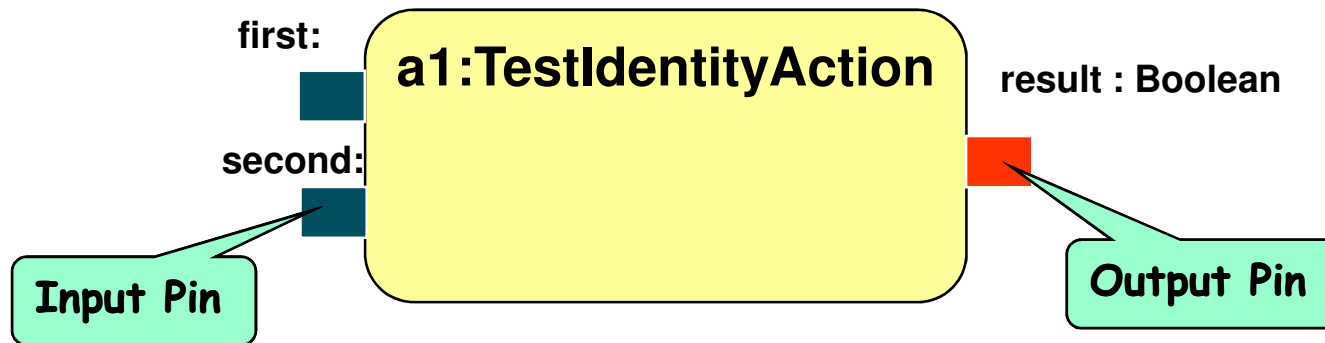 first:
a1:TestIdentityAction
result : Boolean
second:
Input Pin
Output Pin